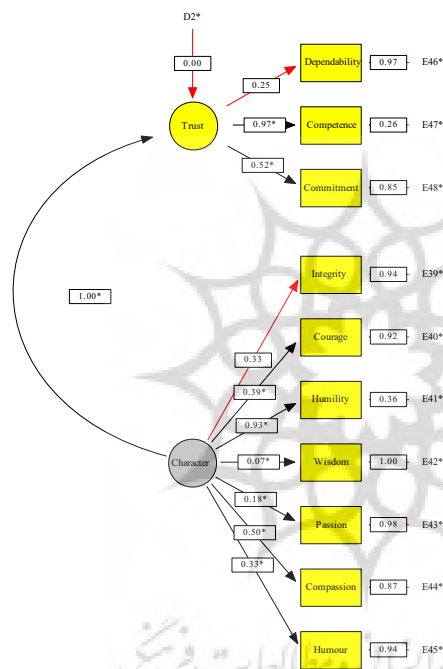 D2*
0.00
Trust
0.25
Dependability
0.97
E46*
0.97*
Competence
0.26
E47*
0.52*
Commitment
0.85
E48*
1.00*
Integrity
0.94
E39*
0.33
Courage
0.92
E40*
0.39*
Humility
0.36
E41*
0.93*
Character
0.07*
Wisdom
1.00
E42*
0.18*
Passion
0.98
E43*
0.50*
Compassion
0.87
E44*
0.33*
Humour
0.94
E45*